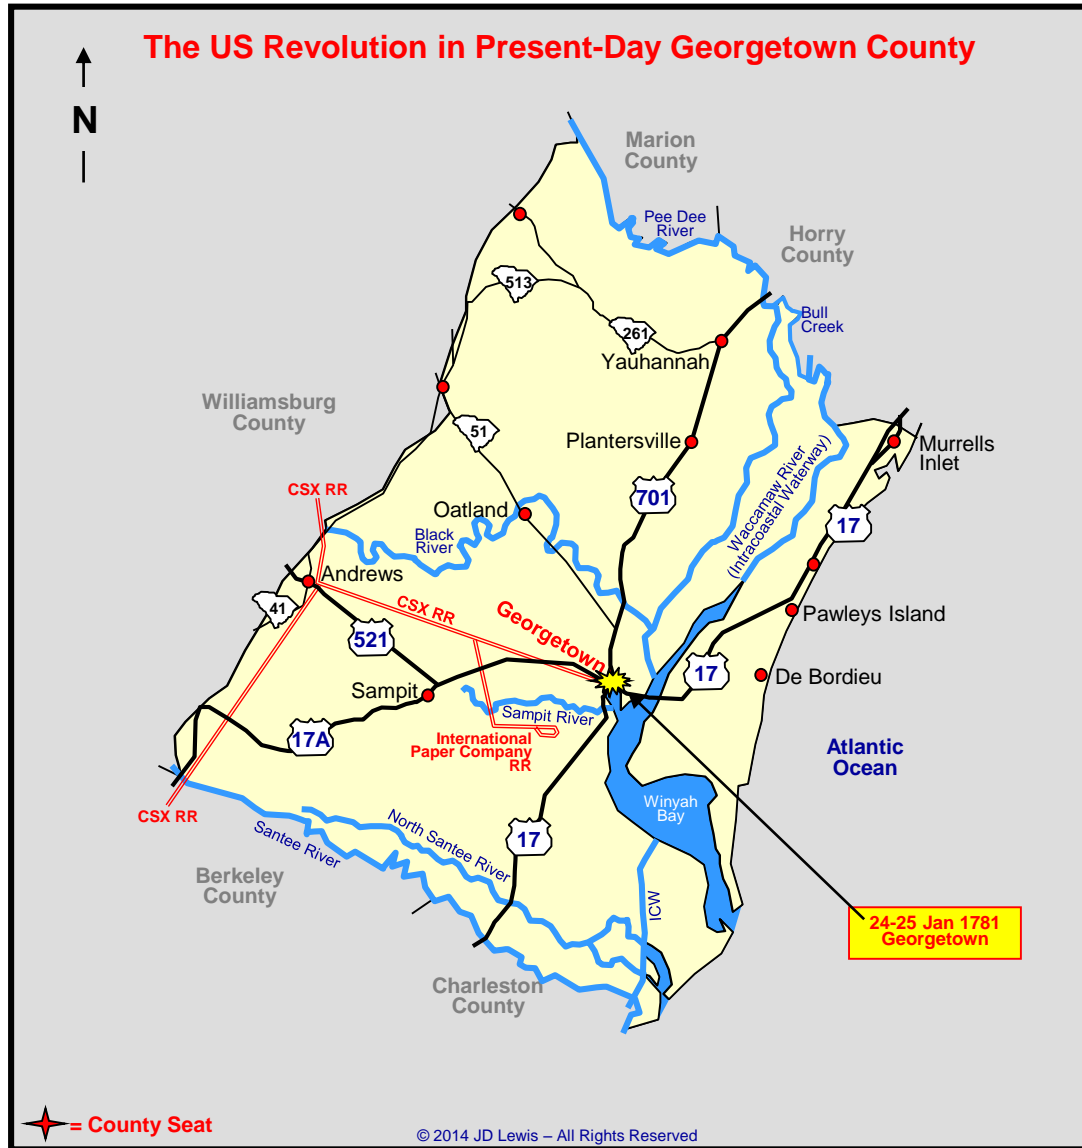 The US Revolution in Present-Day Georgetown County
N
Marion
County
Pee Dee
River
Horry
County
513
261
Bull
Creek
Yauhannah
Williamsburg
County
51
Plantersville
Murrells
Inlet
CSX RR
701
Waccamaw River
(Intracoastal Waterway)
17
Oatland
Black
River
Andrews
41
CSX RR
Georgetown
Pawleys Island
521
17
De Bordieu
Sampit
Sampit River
17A
International
Paper Company
RR
Atlantic
Ocean
Winyah
Bay
CSX RR
Santee River
North Santee River
17
Berkeley
County
ICW
24-25 Jan 1781
Georgetown
Charleston
County
= County Seat
© 2014 JD Lewis – All Rights Reserved